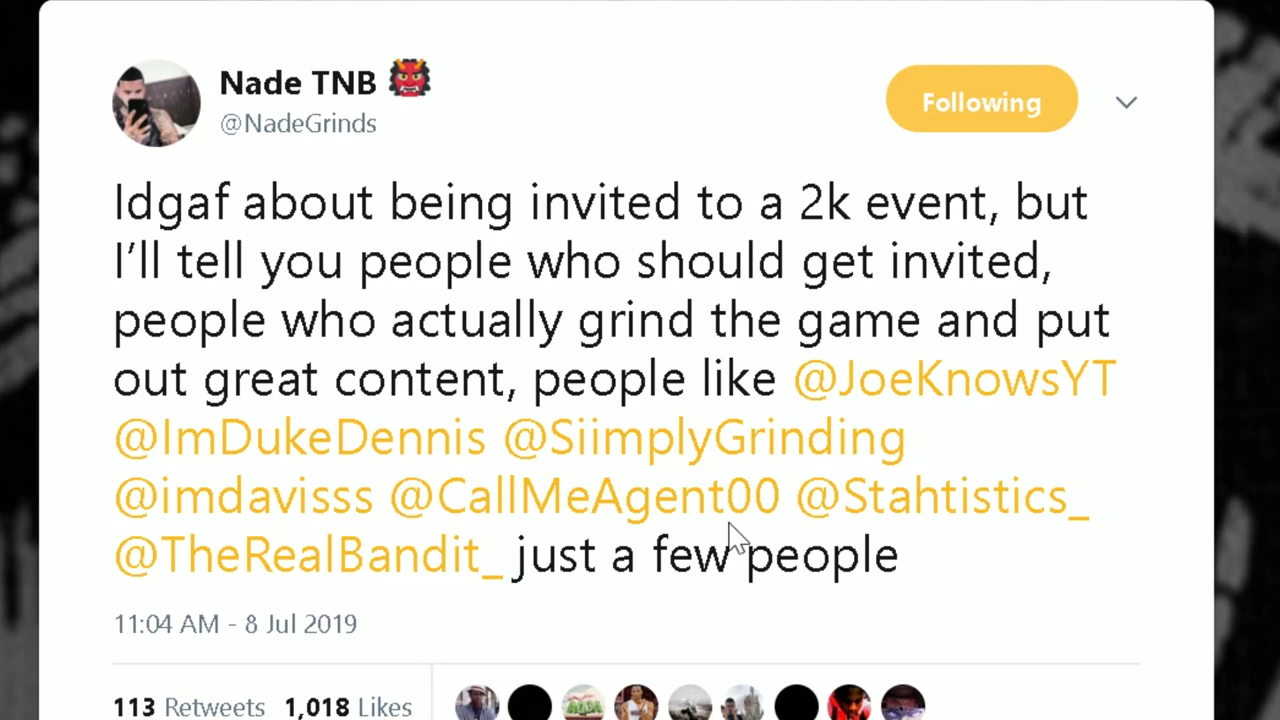 Nade TNB 👹
@NadeGrinds
Following
Idgaf about being invited to a 2k event, but
I’ll tell you people who should get invited,
people who actually grind the game and put
out great content, people like @JoeKnowsYT
@ImDukeDennis @SiimplyGrinding
@imdavisss @CallMeAgent00 @Stahtistics_
@TheRealBandit_ just a few people
11:04 AM - 8 Jul 2019
113 Retweets 1,018 Likes